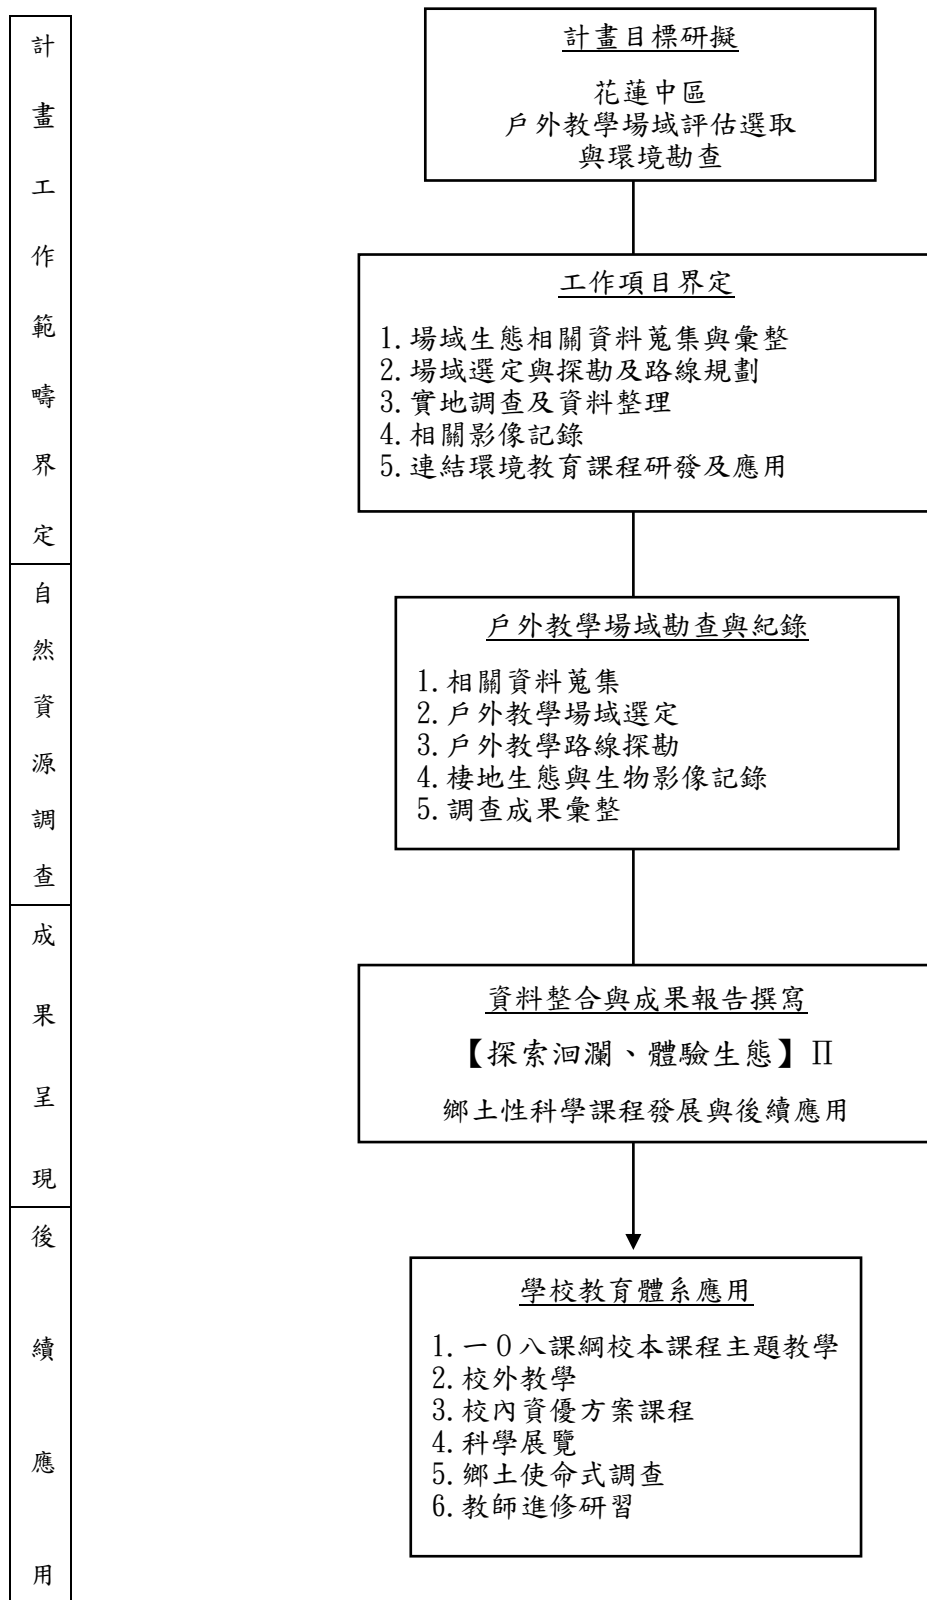 計畫工作範疇界定
計畫目標研擬
花蓮中區
戶外教學場域評估選取
與環境勘查
工作項目界定
1.場域生態相關資料蒐集與彙整
2.場域選定與探勘及路線規劃
3.實地調查及資料整理
4.相關影像記錄
5.連結環境教育課程研發及應用
自然資源調查
戶外教學場域勘查與紀錄
1.相關資料蒐集
2.戶外教學場域選定
3.戶外教學路線探勘
4.棲地生態與生物影像記錄
5.調查成果彙整
成果呈現
資料整合與成果報告撰寫
【探索洄瀾、體驗生態】Ⅱ
鄉土性科學課程發展與後續應用
後續應用
學校教育體系應用
1.一０八課綱校本課程主題教學
2.校外教學
3.校內資優方案課程
4.科學展覽
5.鄉土使命式調查
6.教師進修研習